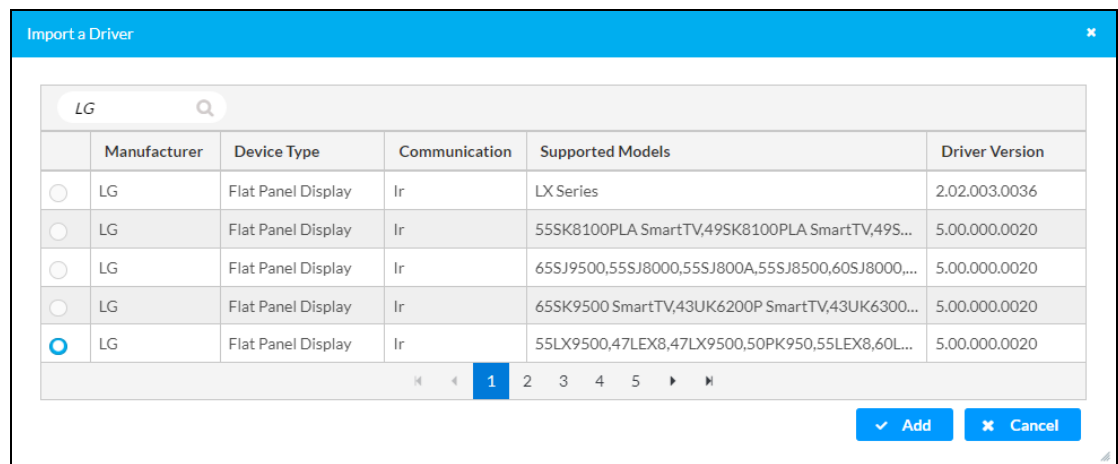 Import a Driver
LG
Manufacturer Device Type Communication Supported Models Driver Version
LG Flat Panel Display Ir LX Series 2.02.003.0036
LG Flat Panel Display Ir 55SK8100PLA SmartTV,49SK8100PLA SmartTV,49S... 5.00.000.0020
LG Flat Panel Display Ir 65SJ9500,55SJ8000,55SJ800A,55SJ8500,60SJ8000,... 5.00.000.0020
LG Flat Panel Display Ir 65SK9500 SmartTV,43UK6200P SmartTV,43UK6300... 5.00.000.0020
LG Flat Panel Display Ir 55LX9500,47LEX8,47LX9500,50PK950,55LEX8,60L... 5.00.000.0020
1 2 3 4 5
Add Cancel